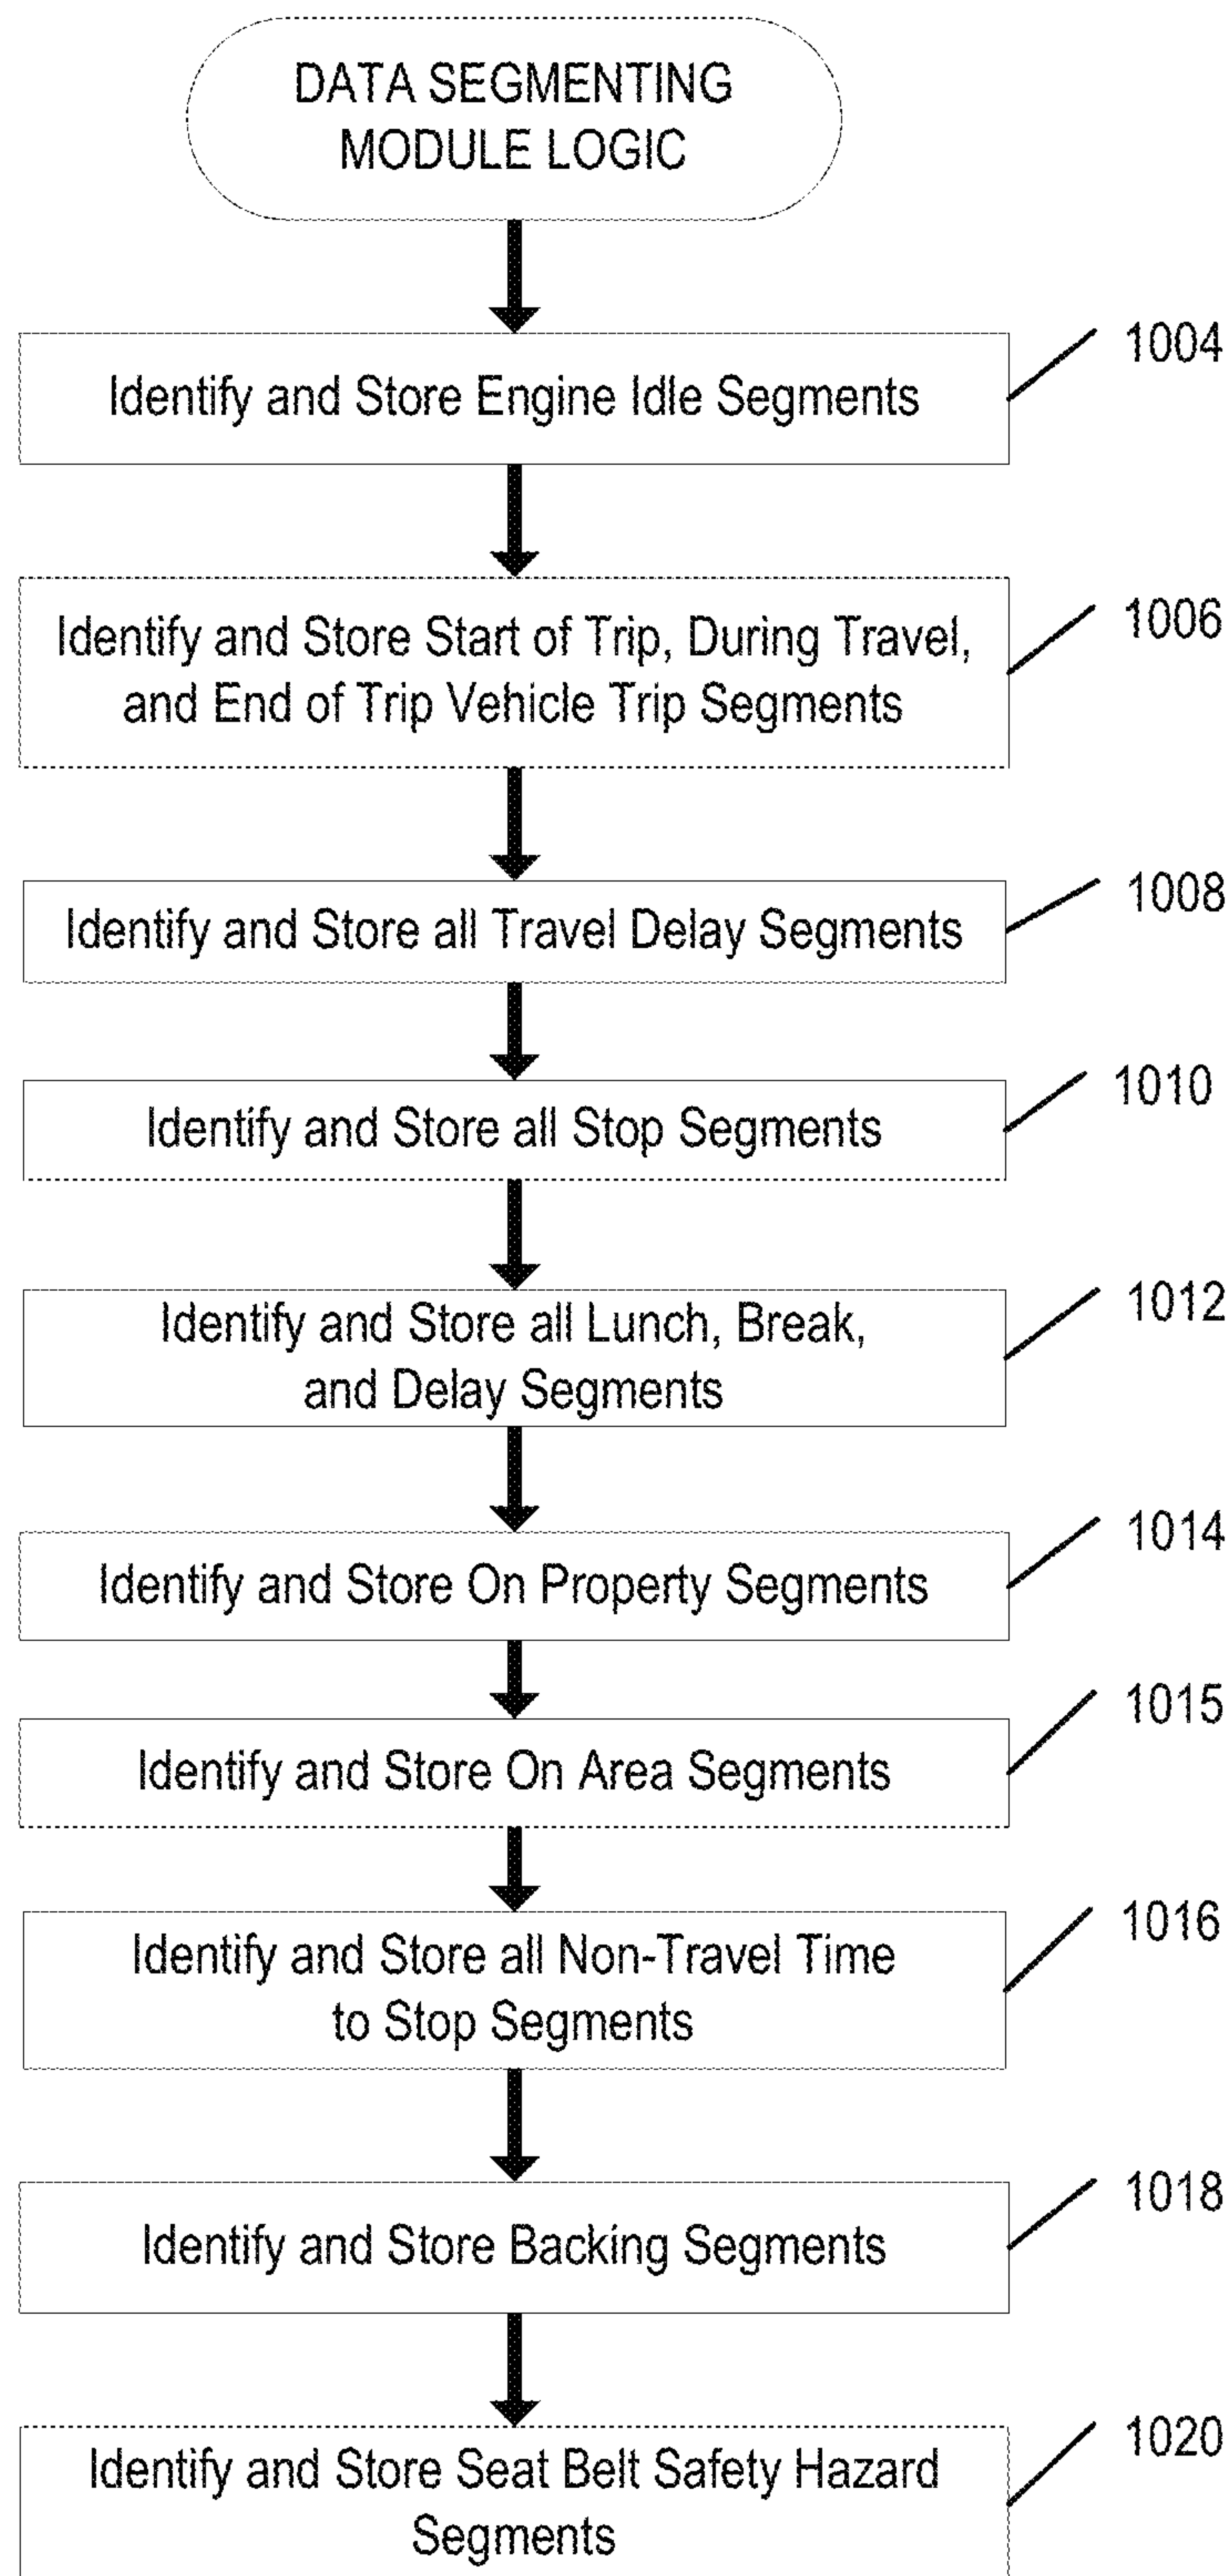 DATA SEGMENTING
MODULE LOGIC
1004
Identify and Store Engine Idle Segments
1006
Identify and Store Start of Trip, During Travel,
and End of Trip Vehicle Trip Segments
1008
Identify and Store all Travel Delay Segments
1010
Identify and Store all Stop Segments
1012
Identify and Store all Lunch, Break,
and Delay Segments
1014
Identify and Store On Property Segments
1015
Identify and Store On Area Segments
1016
Identify and Store all Non-Travel Time
to Stop Segments
1018
Identify and Store Backing Segments
1020
Identify and Store Seat Belt Safety Hazard
Segments